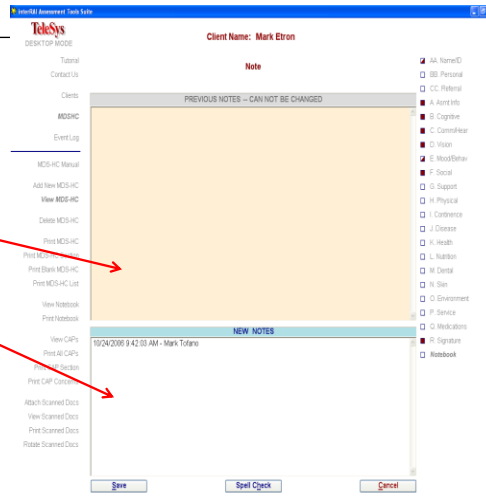 InterRAI Assessment Tools Suite
TeleSys
DESKTOP MODE
Client Name: Mark Etron
Note
Tutorial
Contact Us
Clients
MDSHC
Event Log
MDS-HC Manual
Add New MDS-HC
View MDS-HC
Delete MDS-HC
Print MDS-HC
Print MDS-HC Section
Print Blank MDS-HC
Print MDS-HC List
View Notebook
Print Notebook
View CAPs
Print All CAPs
Print CAP Section
Print CAP Concerns
Attach Scanned Docs
View Scanned Docs
Print Scanned Docs
Rotate Scanned Docs
PREVIOUS NOTES -- CAN NOT BE CHANGED
NEW NOTES
10/24/2006 9:42:03 AM - Mark Tofano
Save
Spell Check
Cancel
AA. Name/ID
BB. Personal
CC. Referral
A. Asmt Info
B. Cognitive
C. Comm/Hear
D. Vision
E. Mood/Behav
F. Social
G. Support
H. Physical
I. Continence
J. Disease
K. Health
L. Nutrition
M. Dental
N. Skin
O. Environment
P. Service
Q. Medications
R. Signature
Notebook